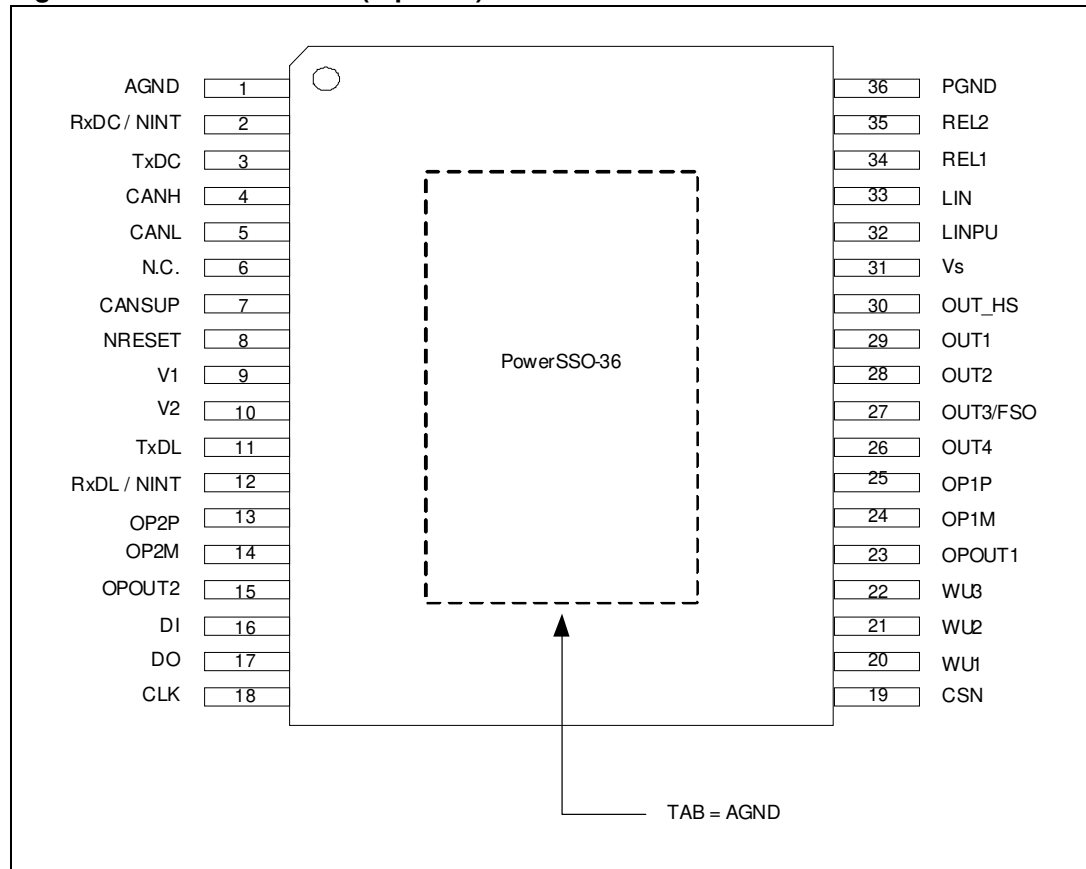 AGND 1
RxDC / NINT 2
TxDC 3
CANH 4
CANL 5
N.C. 6
CANSUP 7
NRESET 8
V1 9
V2 10
TxDL 11
RxDL / NINT 12
OP2P 13
OP2M 14
OPOUT2 15
DI 16
DO 17
CLK 18
PowerSSO-36
36 PGND
35 REL2
34 REL1
33 LIN
32 LINPU
31 Vs
30 OUT_HS
29 OUT1
28 OUT2
27 OUT3/FSO
26 OUT4
25 OP1P
24 OP1M
23 OPOUT1
22 WU3
21 WU2
20 WU1
19 CSN
TAB = AGND